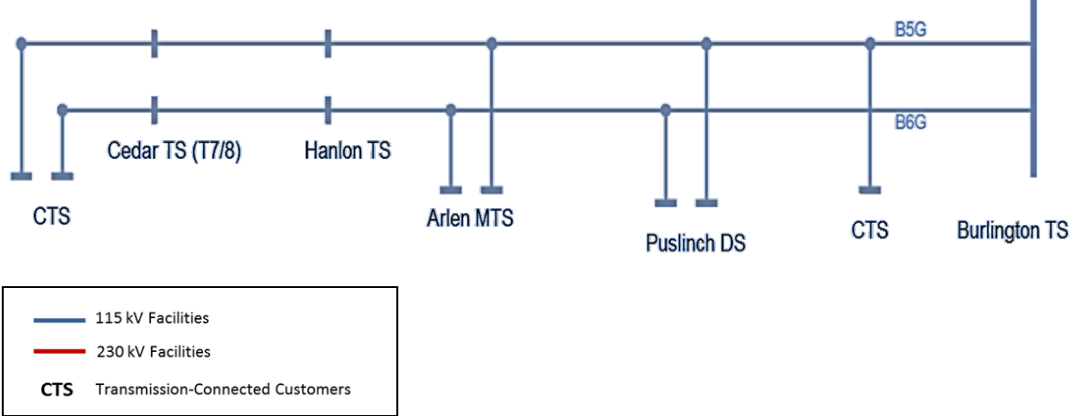 B5G
B6G
Cedar TS (T7/8)
Hanlon TS
CTS
Arlen MTS
Puslinch DS
CTS
Burlington TS
115 kV Facilities
230 kV Facilities
CTS Transmission-Connected Customers